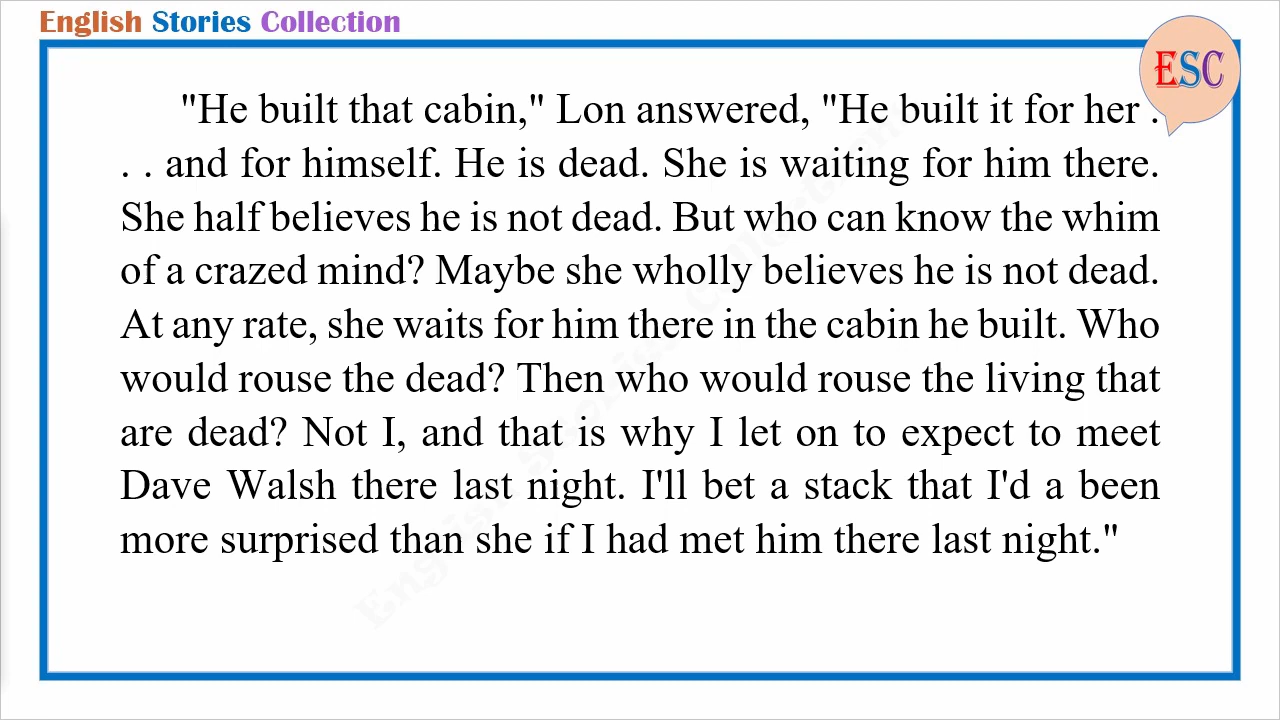 English Stories Collection
ESC
"He built that cabin," Lon answered, "He built it for her .
. . and for himself. He is dead. She is waiting for him there.
She half believes he is not dead. But who can know the whim
of a crazed mind? Maybe she wholly believes he is not dead.
At any rate, she waits for him there in the cabin he built. Who
would rouse the dead? Then who would rouse the living that
are dead? Not I, and that is why I let on to expect to meet
Dave Walsh there last night. I'll bet a stack that I'd a been
more surprised than she if I had met him there last night."
English Stories Collection